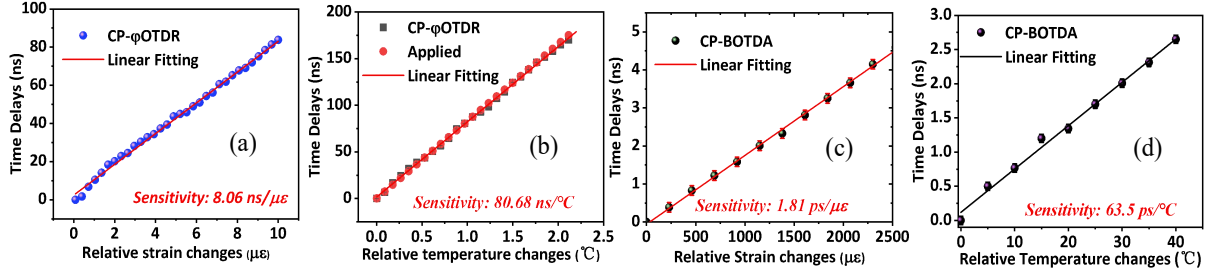 100
80
60
40
20
0
0
2
4
6
8
10
Time Delays (ns)
CP-φOTDR
Linear Fitting
(a)
Sensitivity: 8.06 ns/με
Relative strain changes (με)
200
150
100
50
0
0.0
0.5
1.0
1.5
2.0
Time Delays (ns)
CP-φOTDR
Applied
Linear Fitting
(b)
Sensitivity: 80.68 ns/°C
Relative temperature changes (℃)
5
4
3
2
1
0
0
500
1000
1500
2000
2500
Time Delays (ns)
CP-BOTDA
Linear Fitting
(c)
Sensitivity: 1.81 ps/με
Relative Strain changes (με)
3.0
2.5
2.0
1.5
1.0
0.5
0.0
0
10
20
30
40
Time Delays (ns)
CP-BOTDA
Linear Fitting
(d)
Sensitivity: 63.5 ps/°C
Relative Temperature changes (℃)